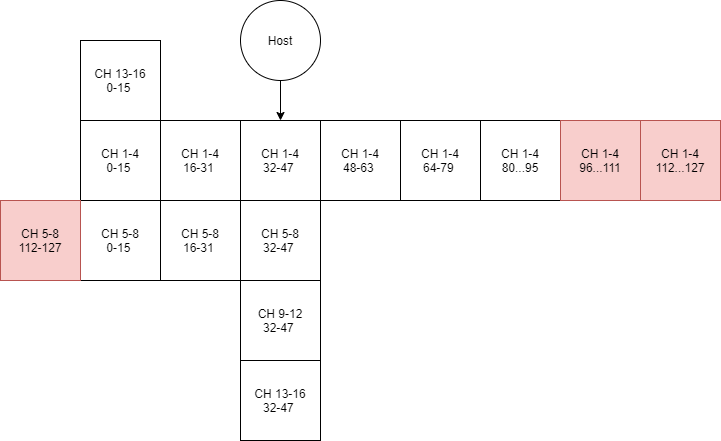 Host
CH 13-16
0-15
CH 1-4
0-15
CH 1-4
16-31
CH 1-4
32-47
CH 1-4
48-63
CH 1-4
64-79
CH 1-4
80...95
CH 1-4
96...111
CH 1-4
112...127
CH 5-8
112-127
CH 5-8
0-15
CH 5-8
16-31
CH 5-8
32-47
CH 9-12
32-47
CH 13-16
32-47